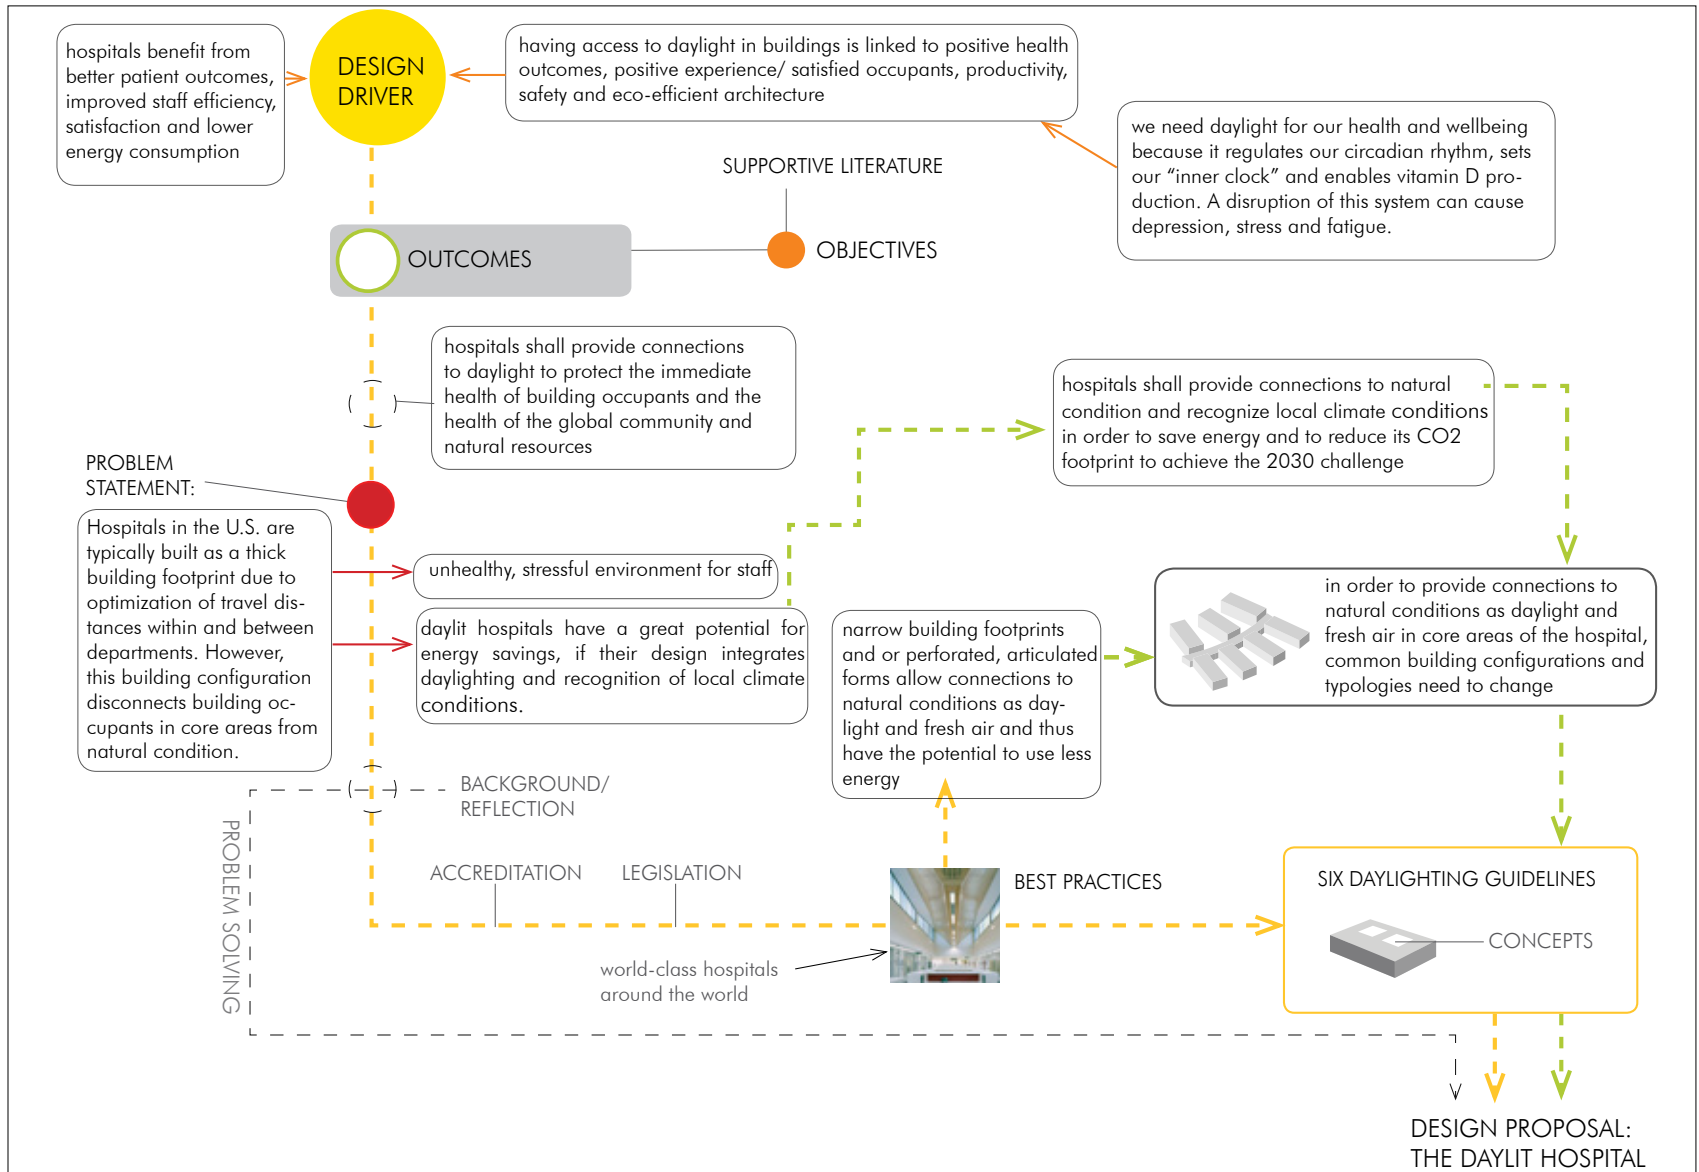 hospitals benefit from
better patient outcomes,
improved staff efficiency,
satisfaction and lower
energy consumption
DESIGN
DRIVER
having access to daylight in buildings is linked to positive health
outcomes, positive experience/ satisfied occupants, productivity,
safety and eco-efficient architecture
we need daylight for our health and wellbeing
because it regulates our circadian rhythm, sets
our “inner clock” and enables vitamin D pro-
duction. A disruption of this system can cause
depression, stress and fatigue.
SUPPORTIVE LITERATURE
OUTCOMES
OBJECTIVES
hospitals shall provide connections
to daylight to protect the immediate
health of building occupants and the
health of the global community and
natural resources
hospitals shall provide connections to natural
condition and recognize local climate conditions
in order to save energy and to reduce its CO2
footprint to achieve the 2030 challenge
PROBLEM
STATEMENT:
Hospitals in the U.S. are
typically built as a thick
building footprint due to
optimization of travel dis-
tances within and between
departments. However,
this building configuration
disconnects building oc-
cupants in core areas from
natural condition.
unhealthy, stressful environment for staff
daylit hospitals have a great potential for
energy savings, if their design integrates
daylighting and recognition of local climate
conditions.
narrow building footprints
and or perforated, articulated
forms allow connections to
natural conditions as day-
light and fresh air and thus
have the potential to use less
energy
in order to provide connections to
natural conditions as daylight and
fresh air in core areas of the hospital,
common building configurations and
typologies need to change
BACKGROUND/
REFLECTION
PROBLEM SOLVING
ACCREDITATION
LEGISLATION
BEST PRACTICES
world-class hospitals
around the world
SIX DAYLIGHTING GUIDELINES
CONCEPTS
DESIGN PROPOSAL:
THE DAYLIT HOSPITAL